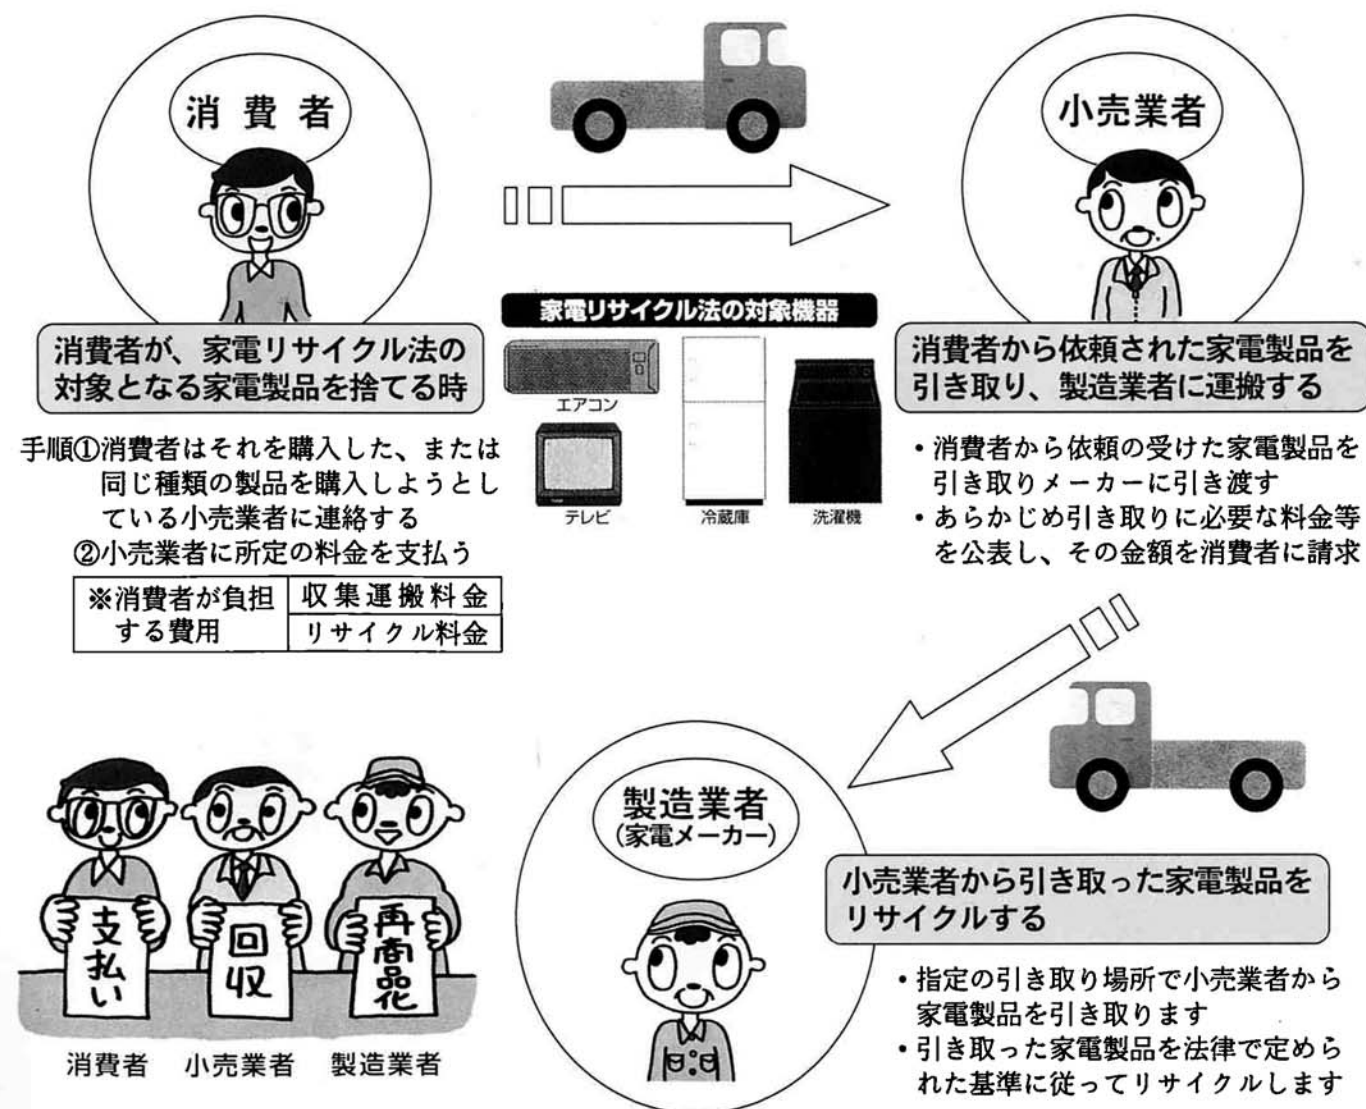 消費者
小売業者
家電リサイクル法の対象機器
エアコン
テレビ
冷蔵庫
洗濯機
消費者が、家電リサイクル法の
対象となる家電製品を捨てる時
手順①消費者はそれを購入した、または
同じ種類の製品を購入しようとし
ている小売業者に連絡する
②小売業者に所定の料金を支払う
※消費者が負担
する費用
収集運搬料金
リサイクル料金
消費者から依頼された家電製品を
引き取り、製造業者に運搬する
・消費者から依頼の受けた家電製品を
引き取りメーカーに引き渡す
・あらかじめ引き取りに必要な料金等
を公表し、その金額を消費者に請求
製造業者
(家電メーカー)
小売業者から引き取った家電製品を
リサイクルする
・指定の引き取り場所で小売業者から
家電製品を引き取ります
・引き取った家電製品を法律で定めら
れた基準に従ってリサイクルします
支払い
回収
再商品化
消費者
小売業者
製造業者